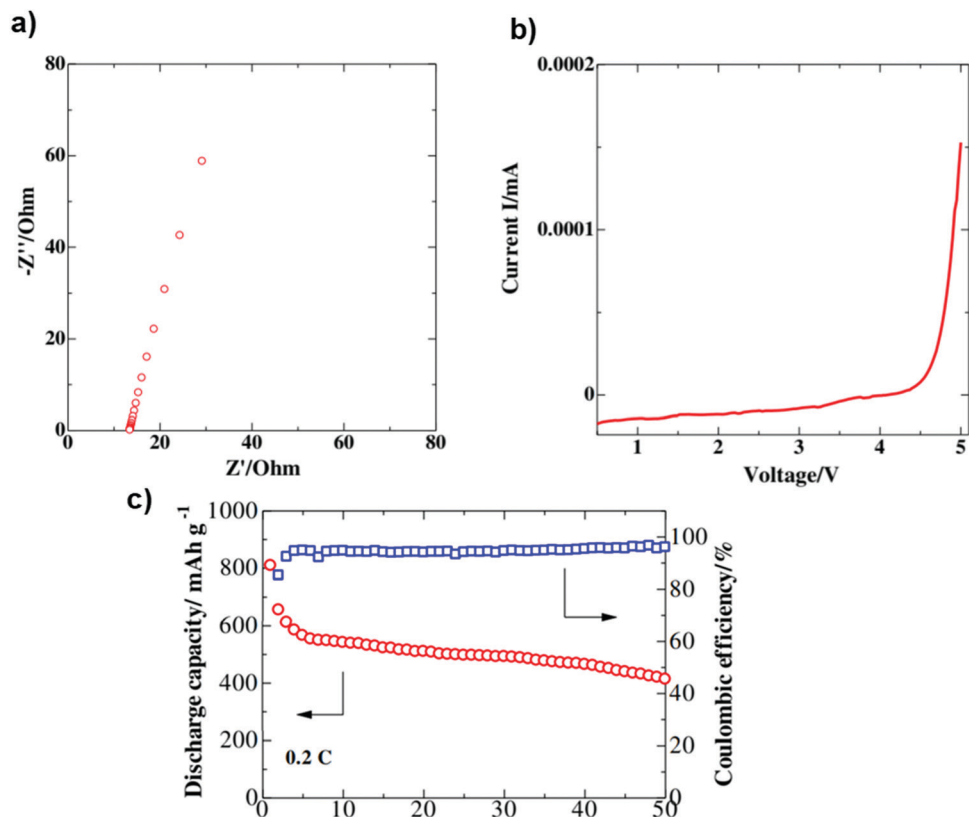 a)
80
60
40
20
0
-Z''/Ohm
0 20 40 60 80
Z'/Ohm
b)
0.0002
0.0001
0
Current I/mA
1 2 3 4 5
Voltage/V
c)
1000
800
600
400
200
0
Discharge capacity/ mAh g-1
0.2 C
100
80
60
40
20
0
Coulombic efficiency/%
0 10 20 30 40 50